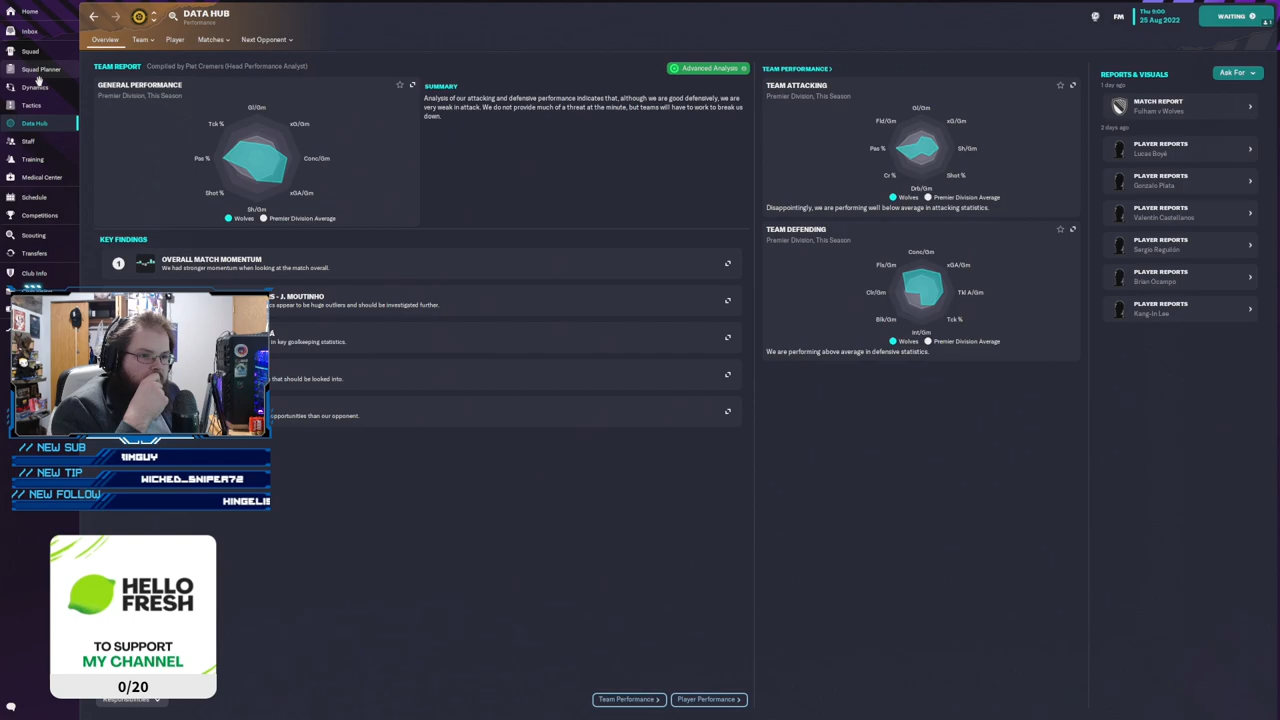 Home
Inbox
Squad
Squad Planner
Dynamics
Tactics
Data Hub
Staff
Training
Medical Center
Schedule
Competitions
Scouting
Transfers
Club Info
DATA HUB
Performance
FM
Thu 9:00
25 Aug 2022
WAITING
1
Overview
Team
Player
Matches
Next Opponent
TEAM REPORT Compiled by Piet Cremers (Head Performance Analyst)
Advanced Analysis
GENERAL PERFORMANCE
Premier Division, This Season
Gl/Gm
xG/Gm
Conc/Gm
xGA/Gm
Sh/Gm
Shot %
Pas %
Tck %
Wolves
Premier Division Average
SUMMARY
Analysis of our attacking and defensive performance indicates that, although we are good defensively, we are
very weak in attack. We do not provide much of a threat at the minute, but teams will have to work to break us
down.
KEY FINDINGS
1
OVERALL MATCH MOMENTUM
We had stronger momentum when looking at the match overall.
S - J. MOUTINHO
cs appear to be huge outliers and should be investigated further.
A
in key goalkeeping statistics.
that should be looked into.
opportunities than our opponent.
TEAM PERFORMANCE
TEAM ATTACKING
Premier Division, This Season
Gl/Gm
xG/Gm
Sh/Gm
Shot %
Drb/Gm
Cr %
Pas %
Fld/Gm
Wolves
Premier Division Average
Disappointingly, we are performing well below average in attacking statistics.
TEAM DEFENDING
Premier Division, This Season
Conc/Gm
xGA/Gm
Tkl A/Gm
Tck %
Int/Gm
Blk/Gm
Clr/Gm
Fls/Gm
Wolves
Premier Division Average
We are performing above average in defensive statistics.
REPORTS & VISUALS
Ask For
1 day ago
MATCH REPORT
Fulham v Wolves
2 days ago
PLAYER REPORTS
Lucas Boyé
PLAYER REPORTS
Gonzalo Plata
PLAYER REPORTS
Valentín Castellanos
PLAYER REPORTS
Sergio Reguilón
PLAYER REPORTS
Brian Ocampo
PLAYER REPORTS
Kang-In Lee
// NEW SUB
RIMGUY
// NEW TIP
WICKED_SNIPER72
// NEW FOLLOW
KINGELIS
HELLO
FRESH
TO SUPPORT
MY CHANNEL
0/20
Responsibilities
Team Performance
Player Performance